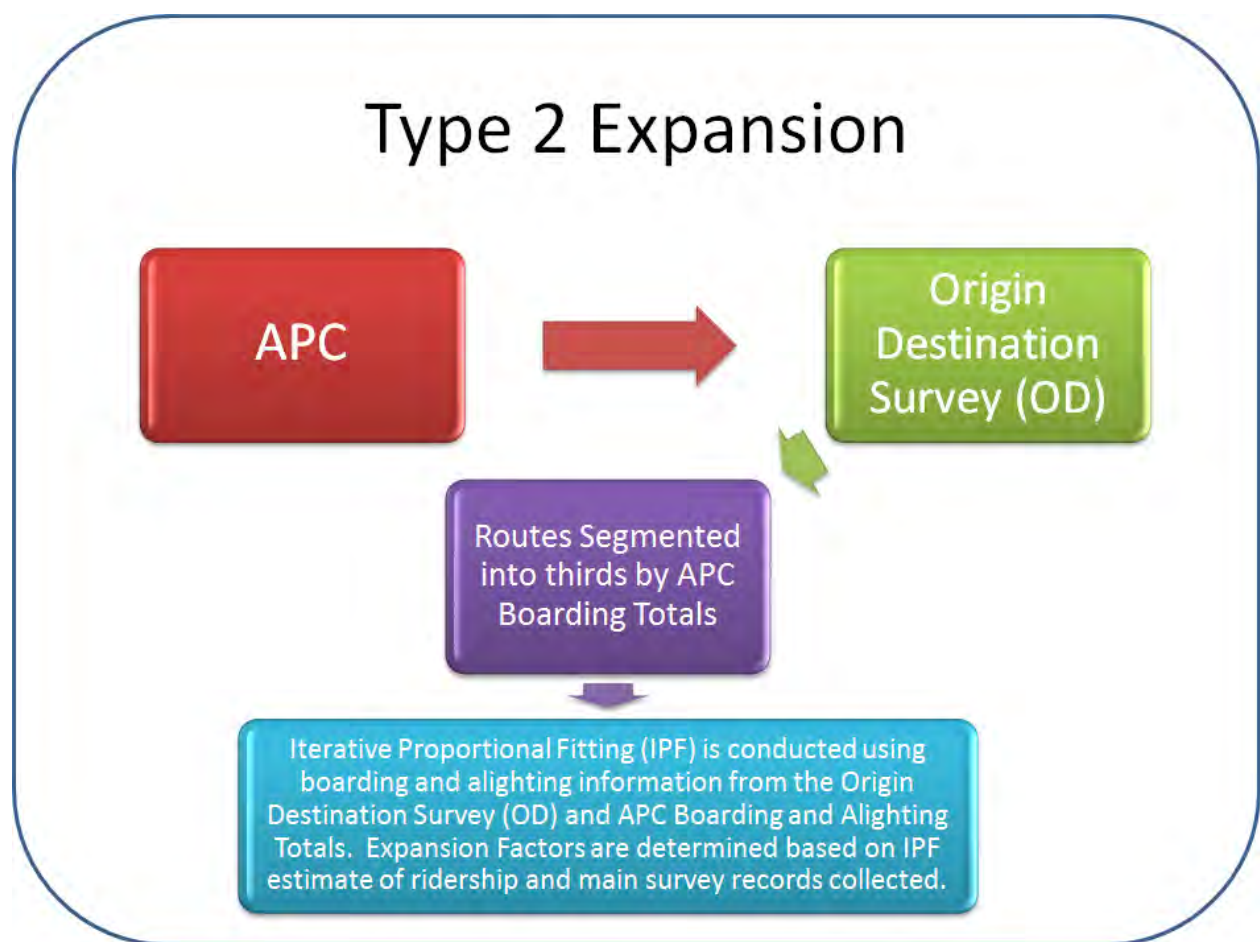 Type 2 Expansion
APC
Origin
Destination
Survey (OD)
Routes Segmented
into thirds by APC
Boarding Totals
Iterative Proportional Fitting (IPF) is conducted using
boarding and alighting information from the Origin
Destination Survey (OD) and APC Boarding and Alighting
Totals.  Expansion Factors are determined based on IPF
estimate of ridership and main survey records collected.